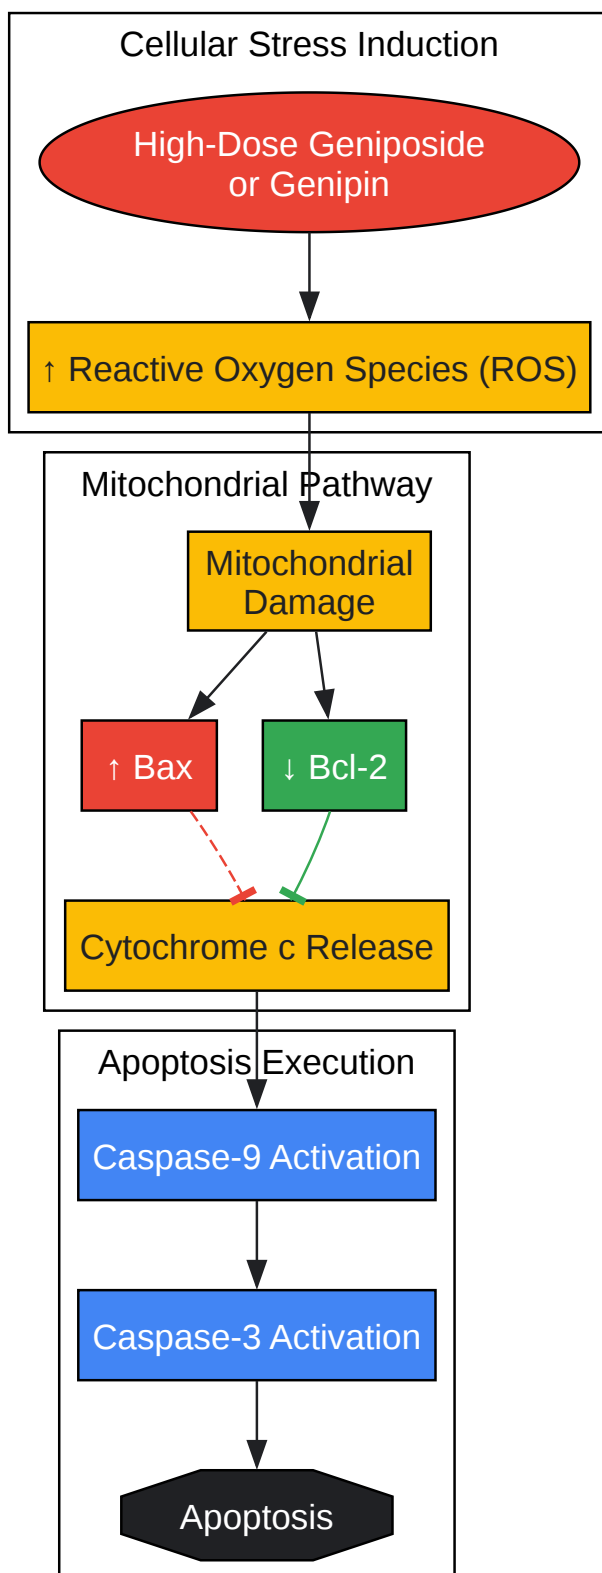 Cellular Stress Induction
High-Dose Geniposide
or Genipin
↑ Reactive Oxygen Species (ROS)
Mitochondrial Pathway
Mitochondrial
Damage
↑ Bax
↓ Bcl-2
Cytochrome c Release
Apoptosis Execution
Caspase-9 Activation
Caspase-3 Activation
Apoptosis